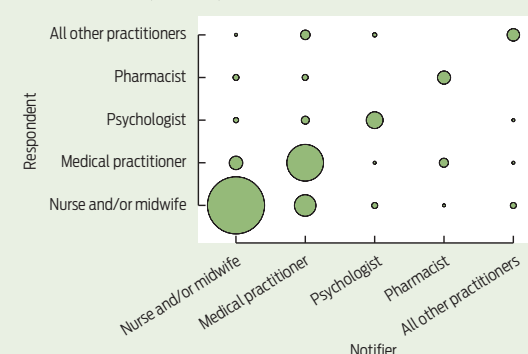 All other practitioners
Pharmacist
Psychologist
Medical practitioner
Nurse and/or midwife
Respondent
Nurse and/or midwife
Medical practitioner
Psychologist
Pharmacist
All other practitioners
Notifier